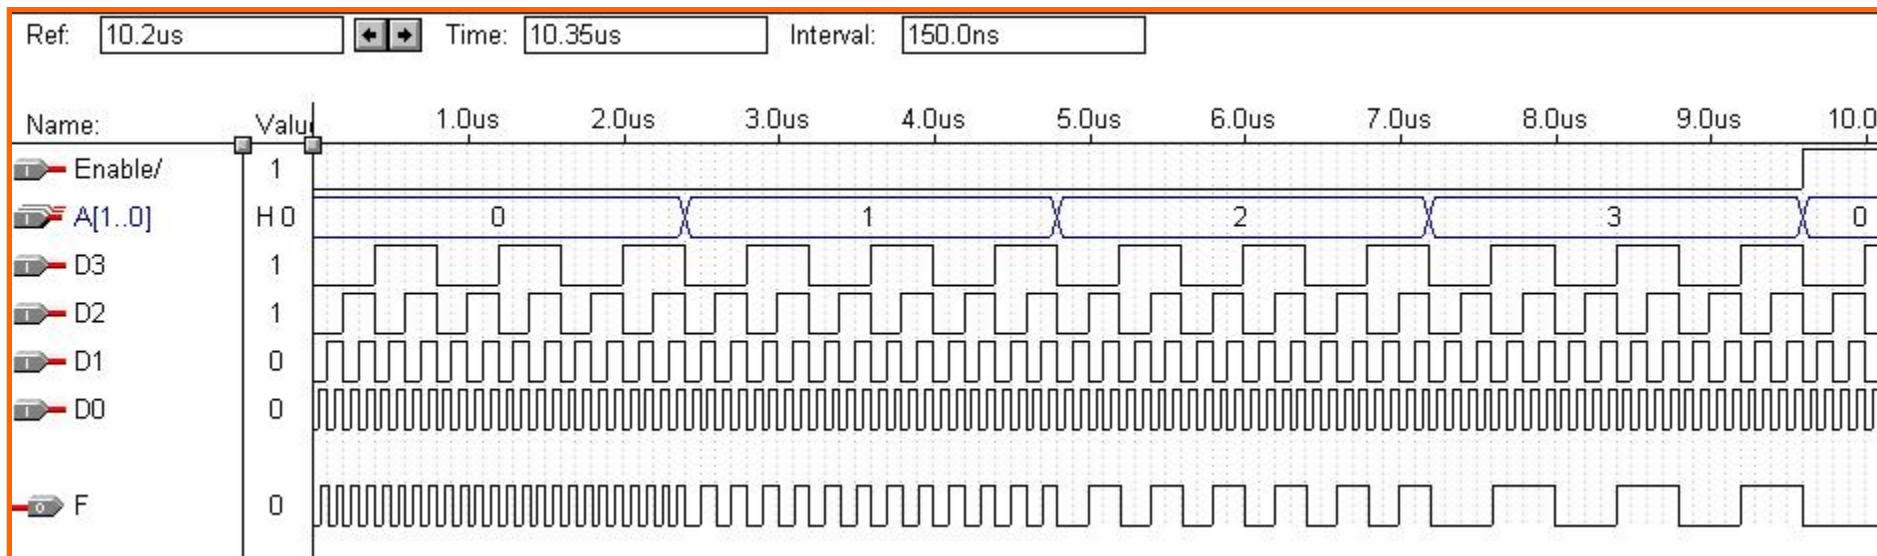 Ref: 10.2us Time: 10.35us Interval: 150.0ns
Name: Valu 1.0us 2.0us 3.0us 4.0us 5.0us 6.0us 7.0us 8.0us 9.0us 10.0
Enable/ 1
A[1..0] H 0 0 1 2 3 0
D3 1
D2 1
D1 0
D0 0
F 0